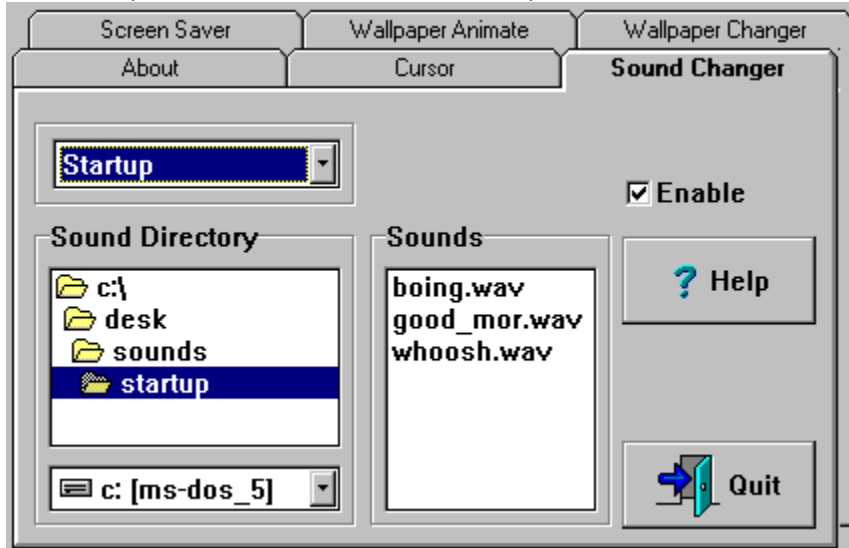 Screen Saver
Wallpaper Animate
Wallpaper Changer
About
Cursor
Sound Changer
Startup
Enable
Sound Directory
c:\
desk
sounds
startup
c: [ms-dos_5]
Sounds
boing.wav
good_mor.wav
whoosh.wav
? Help
Quit